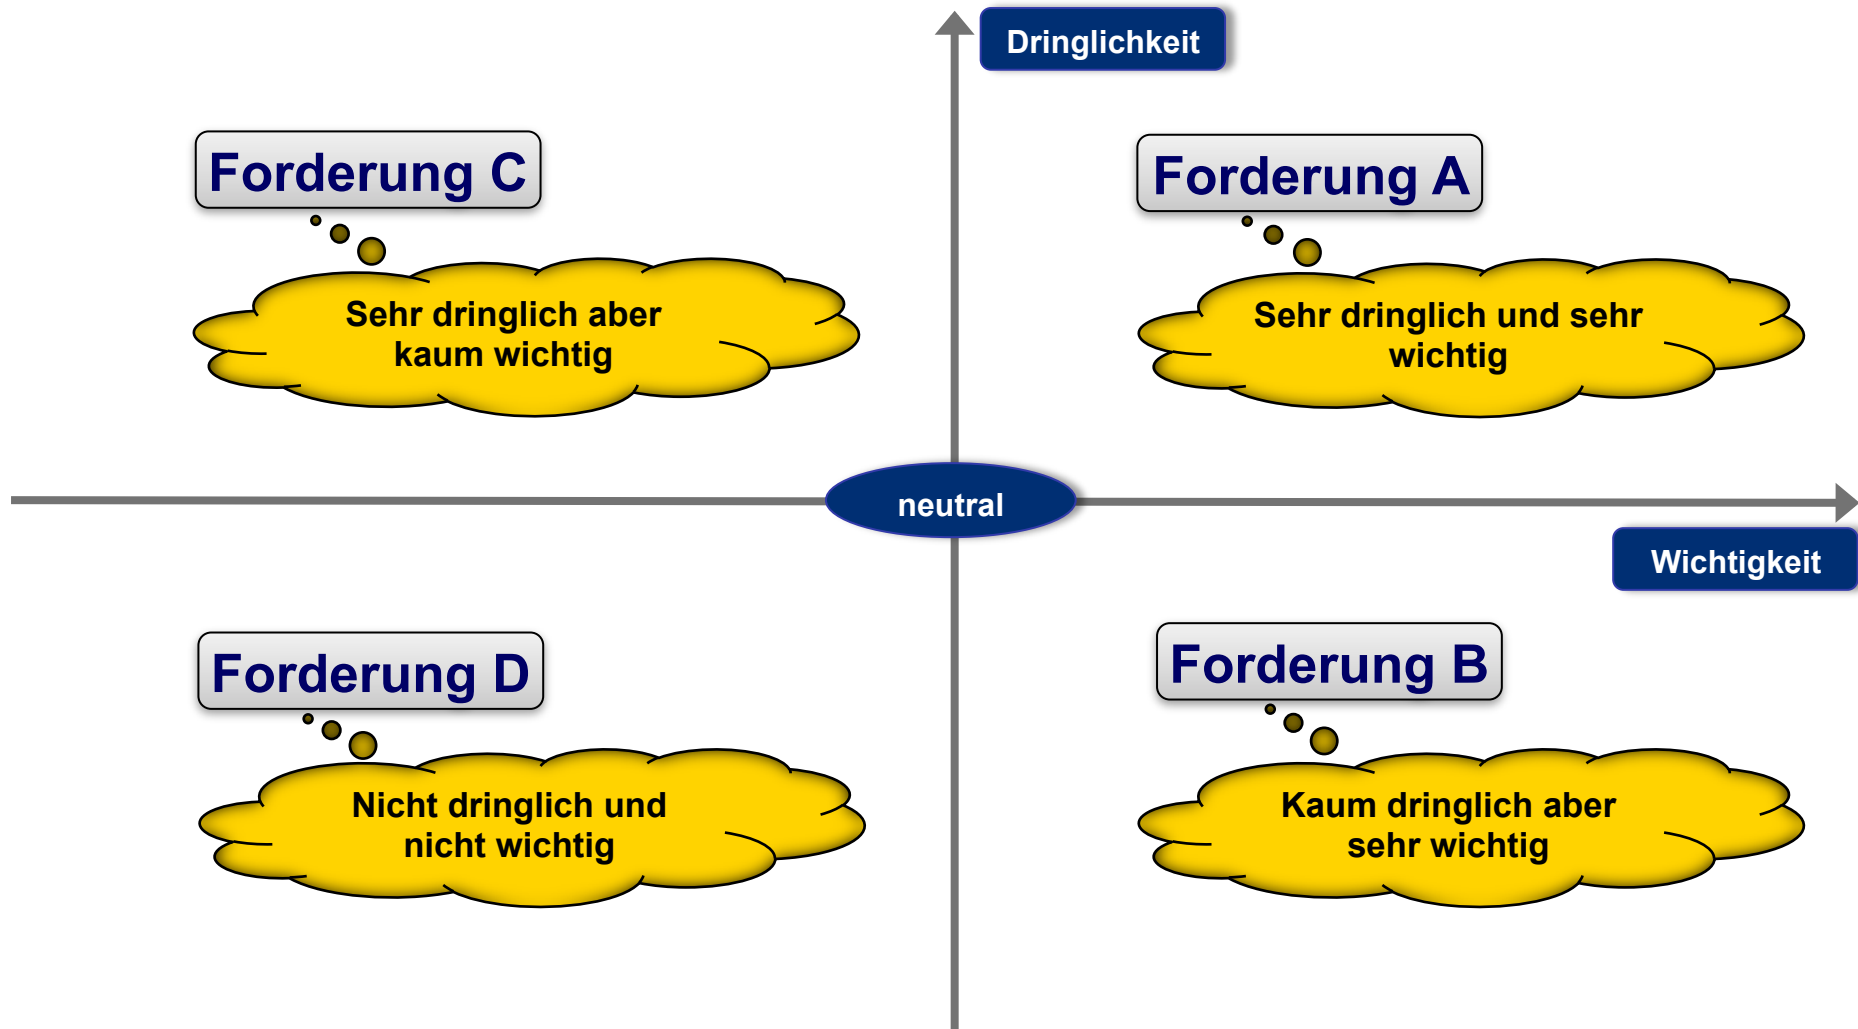 Dringlichkeit
Forderung C
Sehr dringlich aber
kaum wichtig
Forderung A
Sehr dringlich und sehr
wichtig
neutral
Wichtigkeit
Forderung D
Nicht dringlich und
nicht wichtig
Forderung B
Kaum dringlich aber
sehr wichtig